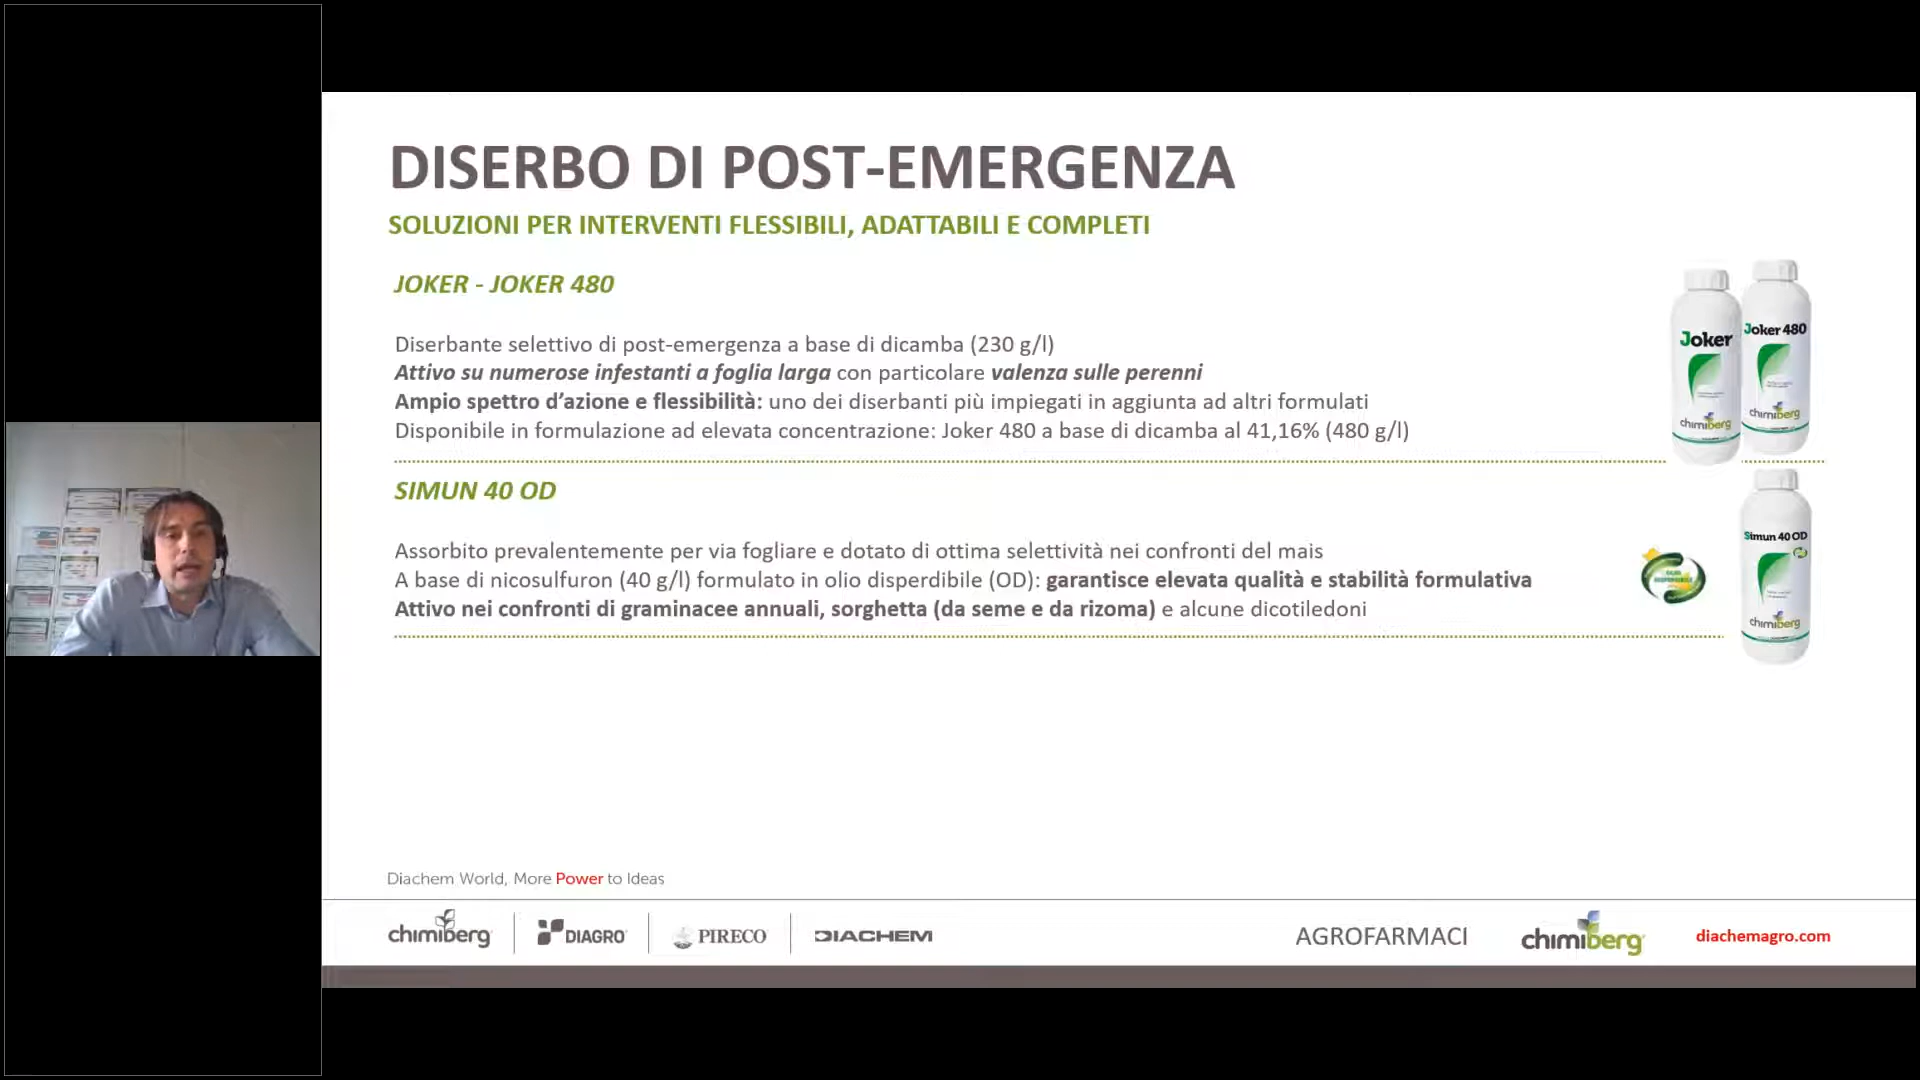 DISERBO DI POST-EMERGENZA
SOLUZIONI PER INTERVENTI FLESSIBILI, ADATTABILI E COMPLETI
JOKER - JOKER 480
Diserbante selettivo di post-emergenza a base di dicamba (230 g/l)
Attivo su numerose infestanti a foglia larga con particolare valenza sulle perenni
Ampio spettro d’azione e flessibilità: uno dei diserbanti più impiegati in aggiunta ad altri formulati
Disponibile in formulazione ad elevata concentrazione: Joker 480 a base di dicamba al 41,16% (480 g/l)
Joker
chimiberg
Joker 480
chimiberg
SIMUN 40 OD
Assorbito prevalentemente per via fogliare e dotato di ottima selettività nei confronti del mais
A base di nicosulfuron (40 g/l) formulato in olio disperdibile (OD): garantisce elevata qualità e stabilità formulativa
Attivo nei confronti di graminacee annuali, sorghetta (da seme e da rizoma) e alcune dicotiledoni
Simun 40 OD
chimiberg
Diachem World, More Power to Ideas
chimiberg
DIAGRO
PIRECO
DIACHEM
AGROFARMACI
chimiberg
diachemagro.com